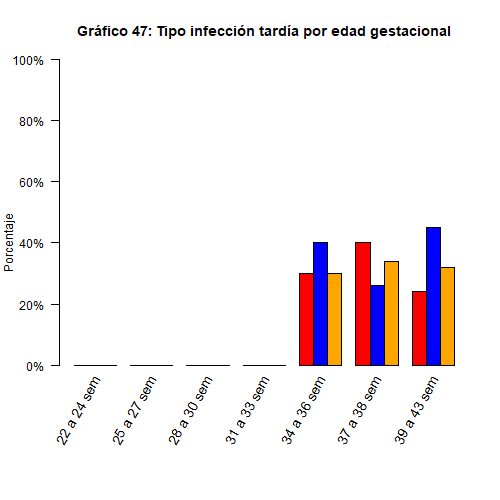 Gráfico 47: Tipo infección tardía por edad gestacional
100%
80%
60%
40%
20%
0%
Porcentaje
22 a 24 sem
25 a 27 sem
28 a 30 sem
31 a 33 sem
34 a 36 sem
37 a 38 sem
39 a 43 sem